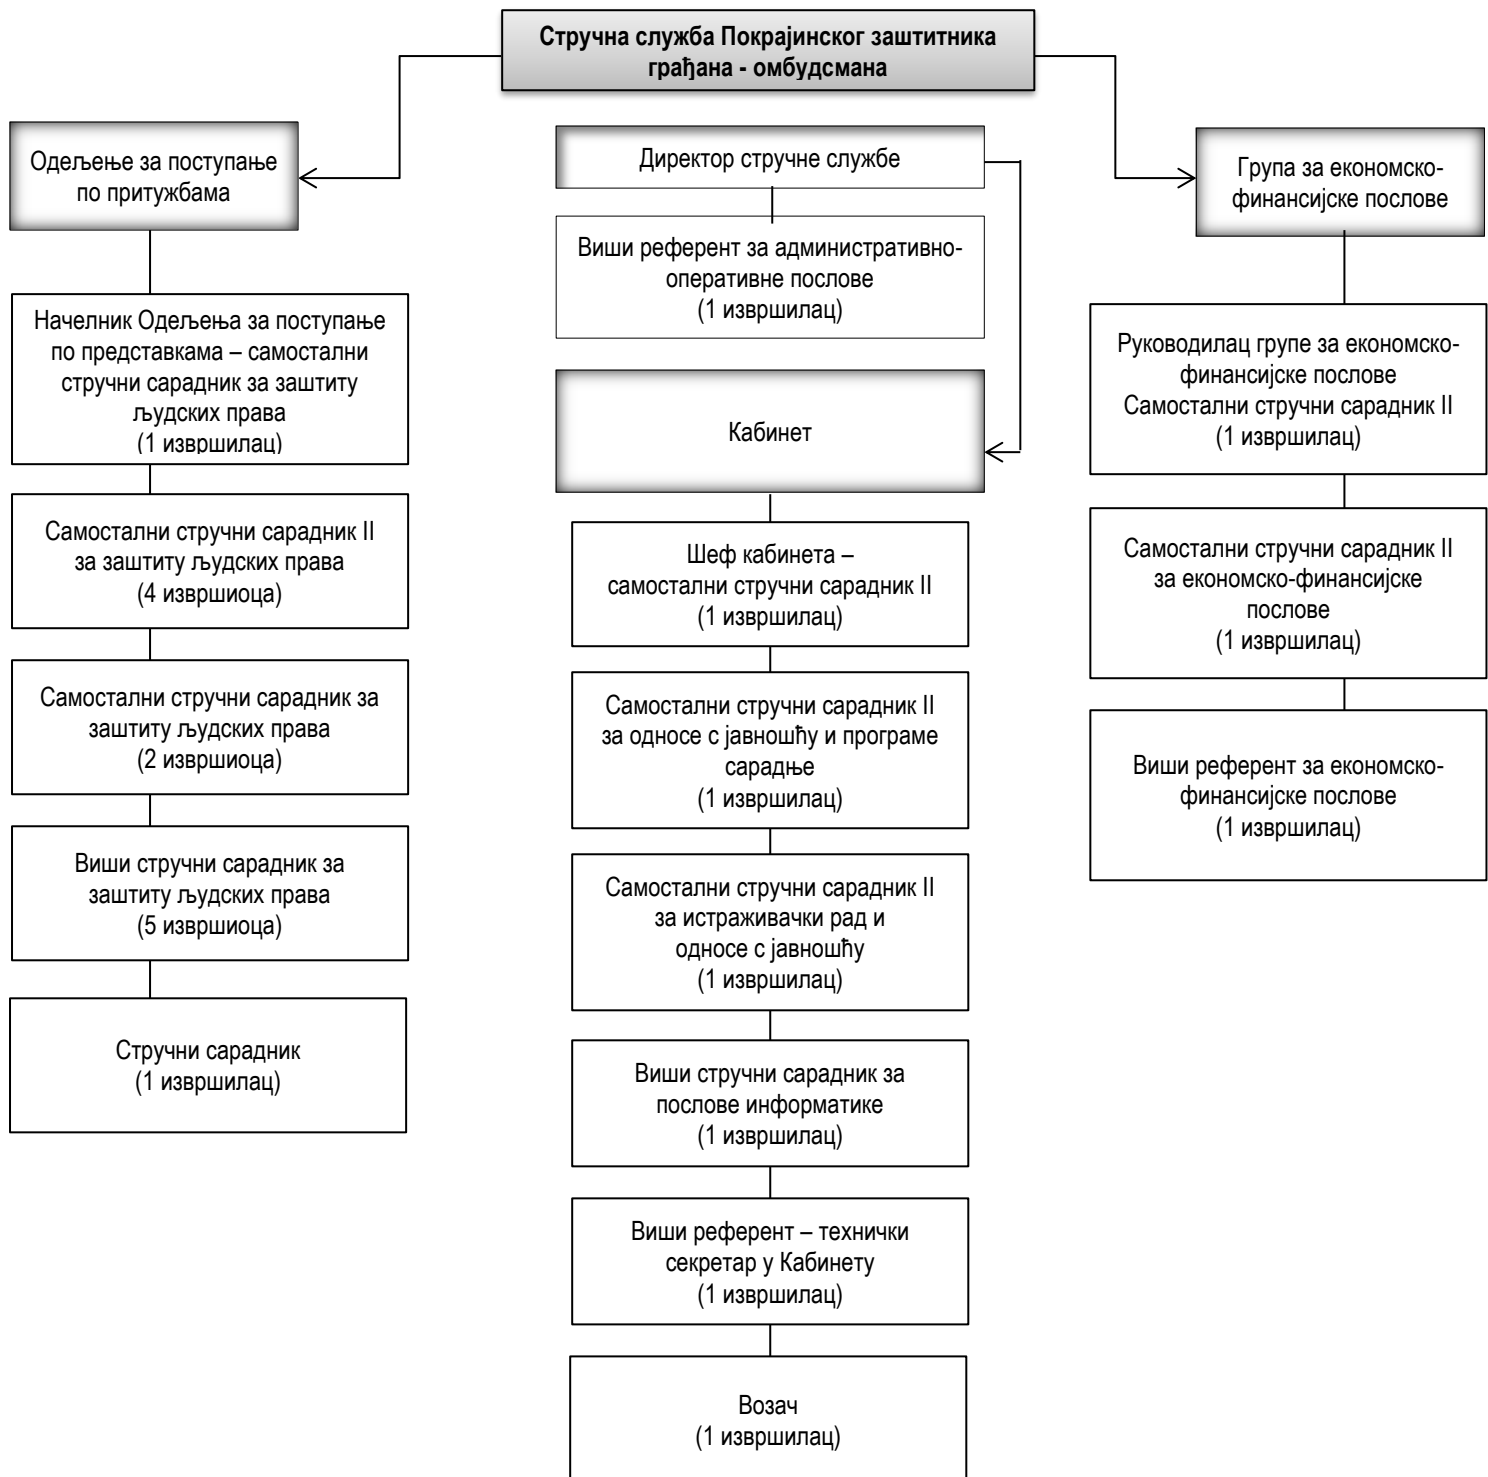 Стручна служба Покрајинског заштитника
грађана - омбудсмана
Одељење за поступање
по притужбама
Начелник Одељења за поступање
по представкама – самостални
стручни сарадник за заштиту
људских права
(1 извршилац)
Самостални стручни сарадник II
за заштиту људских права
(4 извршиоца)
Самостални стручни сарадник за
заштиту људских права
(2 извршиоца)
Виши стручни сарадник за
заштиту људских права
(5 извршиоца)
Стручни сарадник
(1 извршилац)
Директор стручне службе
Виши референт за административно-
оперативне послове
(1 извршилац)
Кабинет
Шеф кабинета –
самостални стручни сарадник II
(1 извршилац)
Самостални стручни сарадник II
за односе с јавношћу и програме
сарадње
(1 извршилац)
Самостални стручни сарадник II
за истраживачки рад и
односе с јавношћу
(1 извршилац)
Виши стручни сарадник за
послове информатике
(1 извршилац)
Виши референт – технички
секретар у Кабинету
(1 извршилац)
Возач
(1 извршилац)
Група за економско-
финансијске послове
Руководилац групе за економско-
финансијске послове
Самостални стручни сарадник II
(1 извршилац)
Самостални стручни сарадник II
за економско-финансијске
послове
(1 извршилац)
Виши референт за економско-
финансијске послове
(1 извршилац)